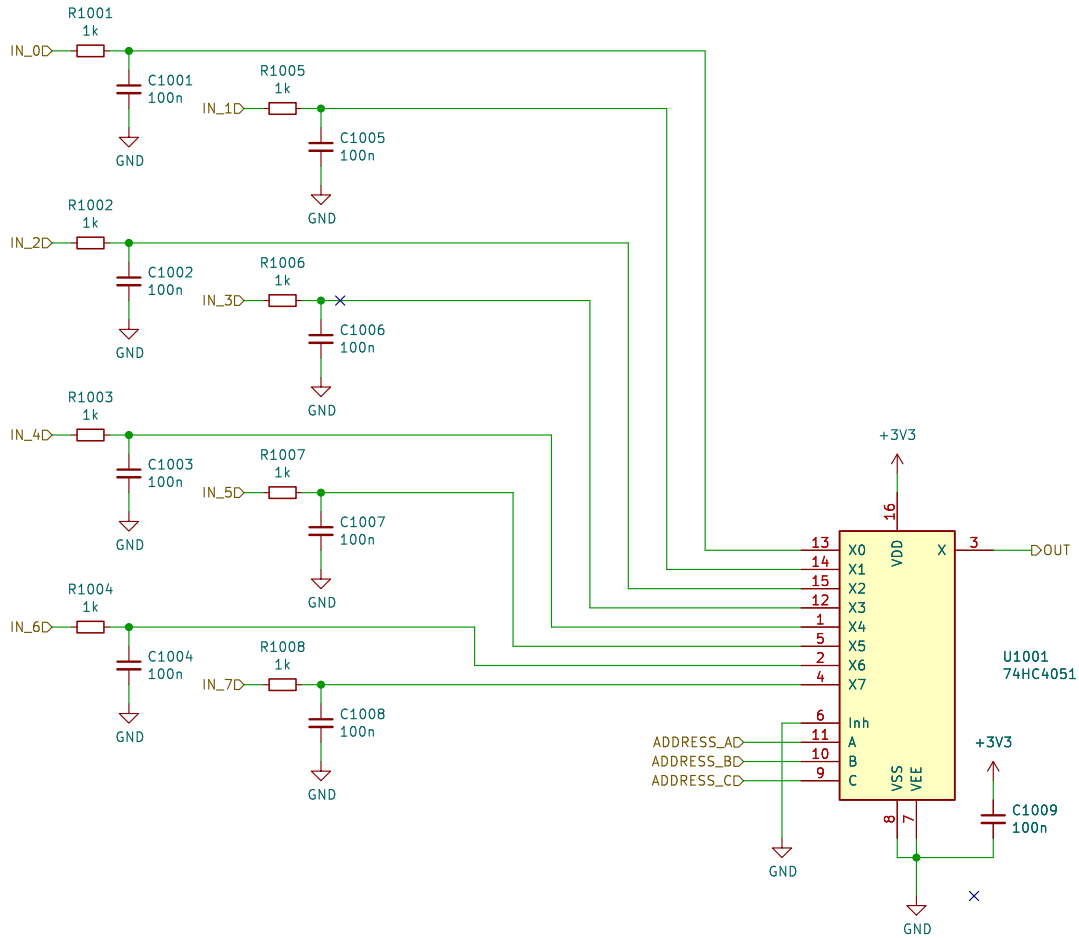 R1001
1k
IN_0
C1001
100n
GND
R1005
1k
IN_1
C1005
100n
GND
R1002
1k
IN_2
C1002
100n
GND
R1006
1k
IN_3
C1006
100n
GND
R1003
1k
IN_4
C1003
100n
GND
R1007
1k
IN_5
C1007
100n
GND
R1004
1k
IN_6
C1004
100n
GND
R1008
1k
IN_7
C1008
100n
GND
+3V3
16
VDD
13 X0
14 X1
15 X2
12 X3
1 X4
5 X5
2 X6
4 X7
6 Inh
ADDRESS_A 11 A
ADDRESS_B 10 B
ADDRESS_C 9 C
X 3 OUT
U1001
74HC4051
VSS
8
VEE
7
GND
+3V3
C1009
100n
GND